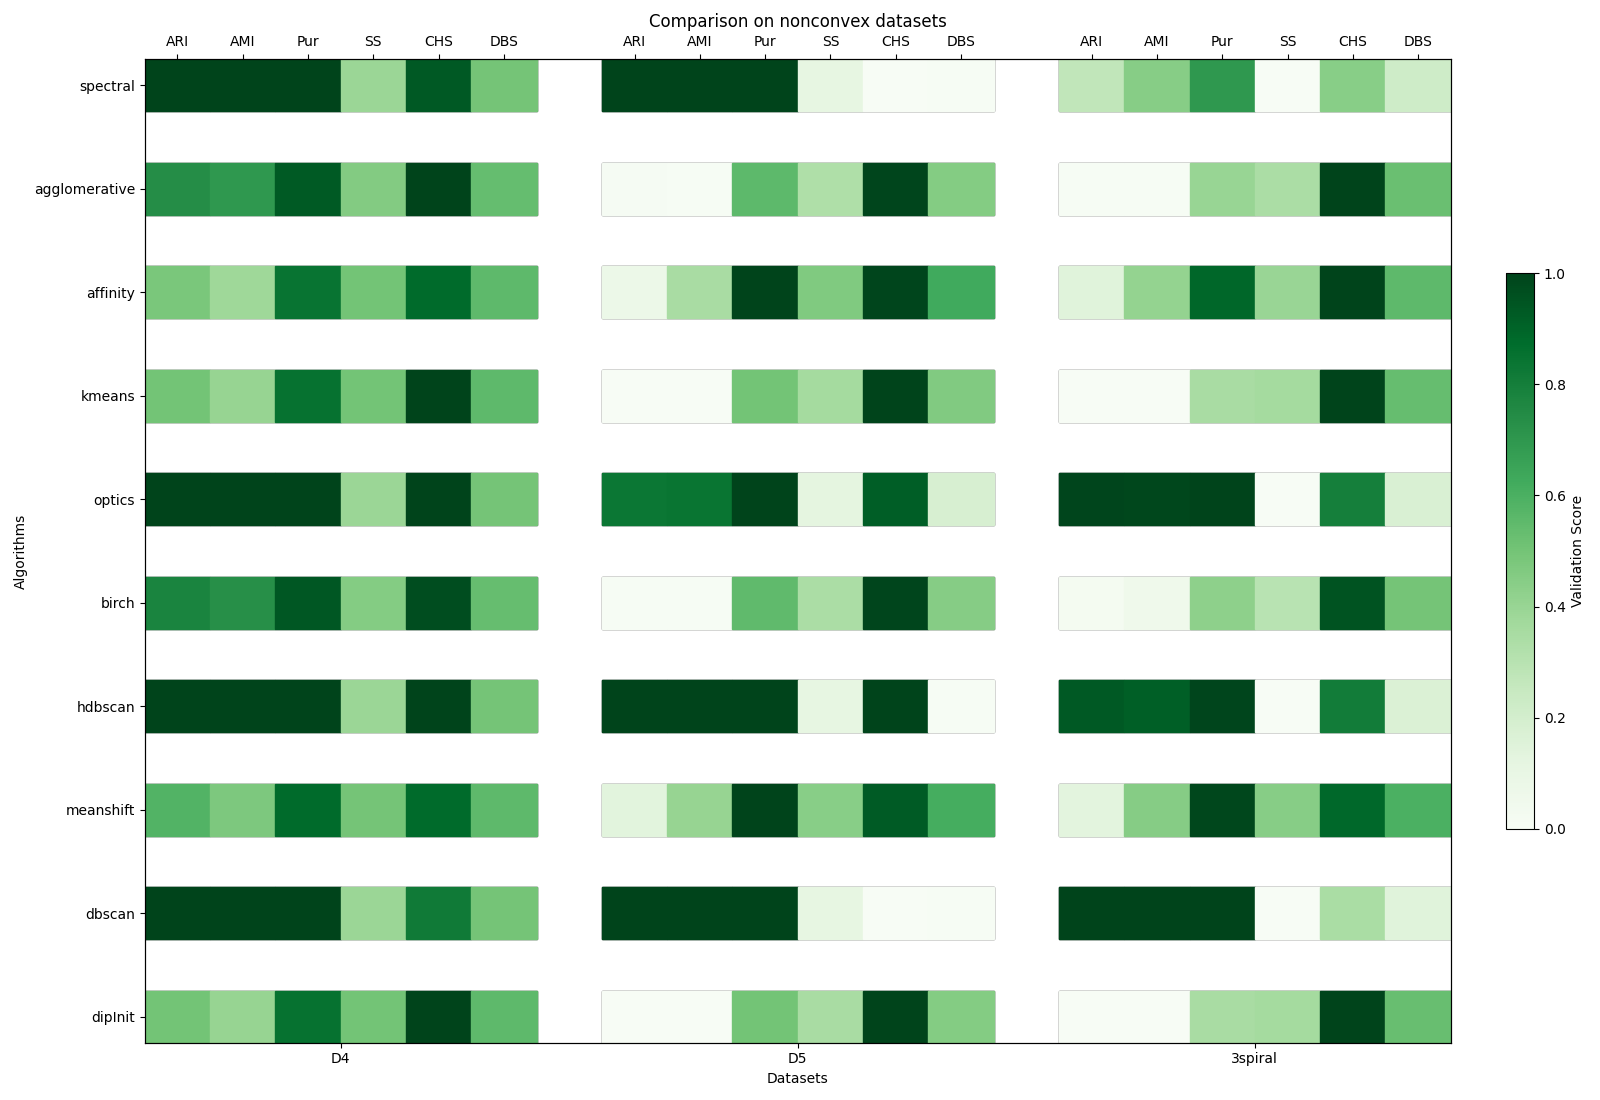 Comparison on nonconvex datasets
ARI AMI Pur SS CHS DBS ARI AMI Pur SS CHS DBS ARI AMI Pur SS CHS DBS
spectral
agglomerative
affinity
kmeans
optics
birch
hdbscan
meanshift
dbscan
dipInit
Algorithms
D4 D5 3spiral
Datasets
1.0
0.8
0.6
0.4
0.2
0.0
Validation Score